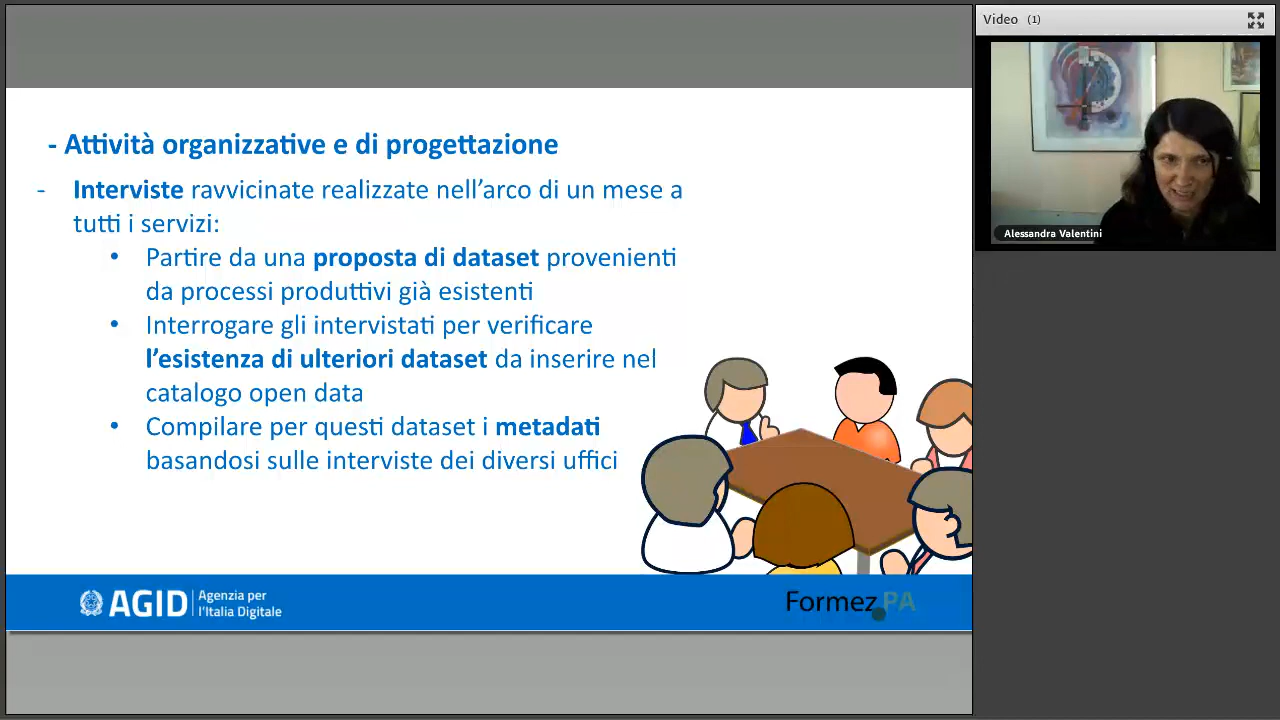 Video (1)
- Attività organizzative e di progettazione
- Interviste ravvicinate realizzate nell'arco di un mese a
tutti i servizi:
• Partire da una proposta di dataset provenienti
da processi produttivi già esistenti
• Interrogare gli intervistati per verificare
l'esistenza di ulteriori dataset da inserire nel
catalogo open data
• Compilare per questi dataset i metadati
basandosi sulle interviste dei diversi uffici
Alessandra Valentini
AGID Agenzia per
l'Italia Digitale
Formez PA